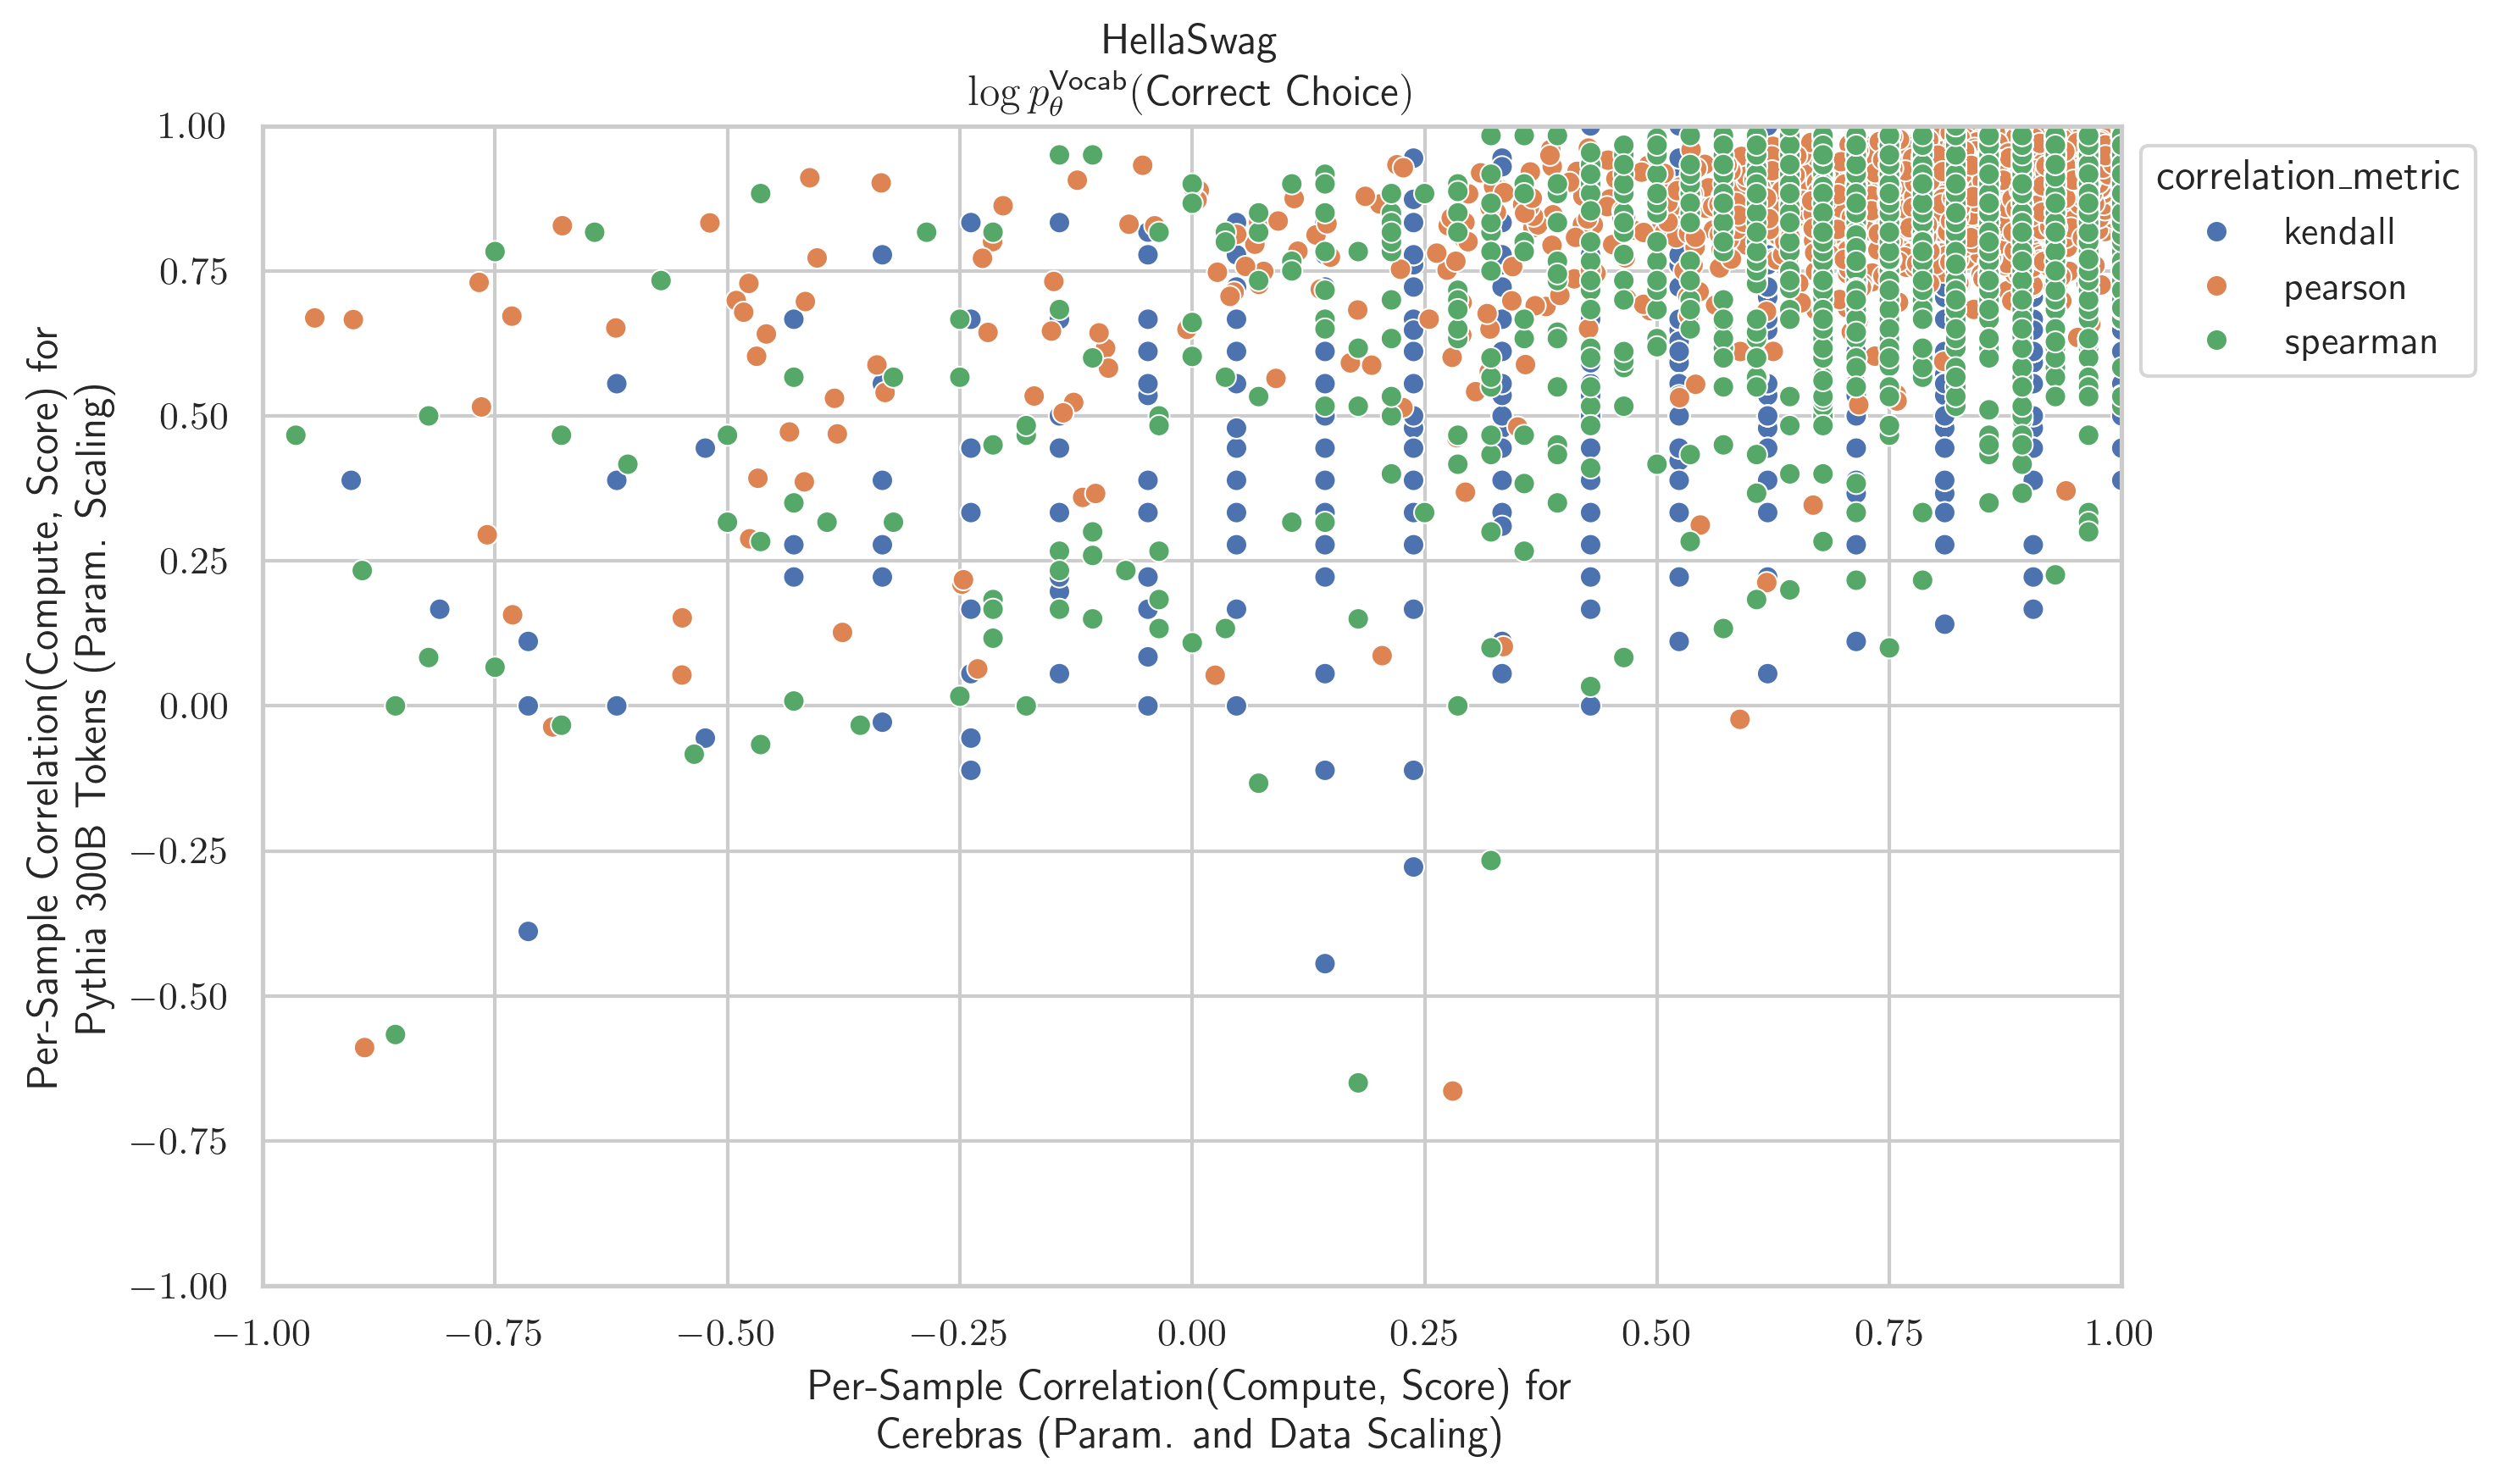 HellaSwag
log p_θ^Vocab(Correct Choice)
1.00
0.75
0.50
0.25
0.00
−0.25
−0.50
−0.75
−1.00
Per-Sample Correlation(Compute, Score) for
Pythia 300B Tokens (Param. Scaling)
−1.00 −0.75 −0.50 −0.25 0.00 0.25 0.50 0.75 1.00
Per-Sample Correlation(Compute, Score) for
Cerebras (Param. and Data Scaling)
correlation_metric
kendall
pearson
spearman